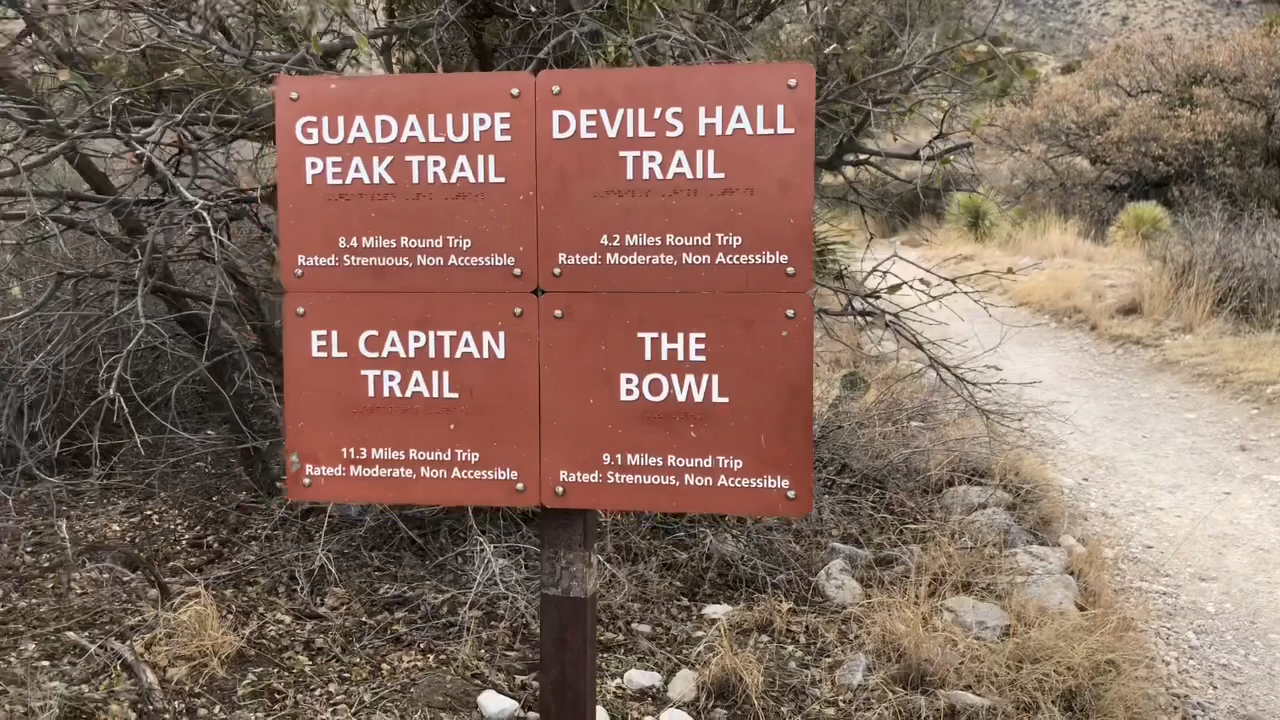 GUADALUPE
PEAK TRAIL
8.4 Miles Round Trip
Rated: Strenuous, Non Accessible
DEVIL'S HALL
TRAIL
4.2 Miles Round Trip
Rated: Moderate, Non Accessible
EL CAPITAN
TRAIL
11.3 Miles Round Trip
Rated: Moderate, Non Accessible
THE
BOWL
9.1 Miles Round Trip
Rated: Strenuous, Non Accessible